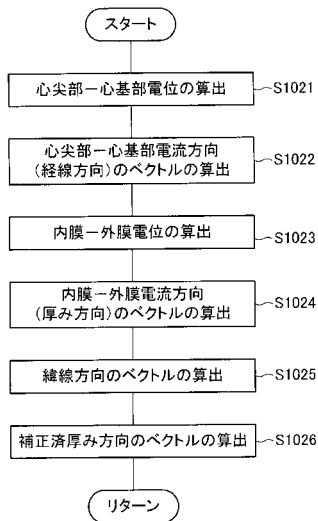 スタート
心尖部－心基部電位の算出
S1021
心尖部－心基部電流方向
(経線方向)のベクトルの算出
S1022
内膜－外膜電位の算出
S1023
内膜－外膜電流方向
(厚み方向)のベクトルの算出
S1024
緯線方向のベクトルの算出
S1025
補正済厚み方向のベクトルの算出
S1026
リターン